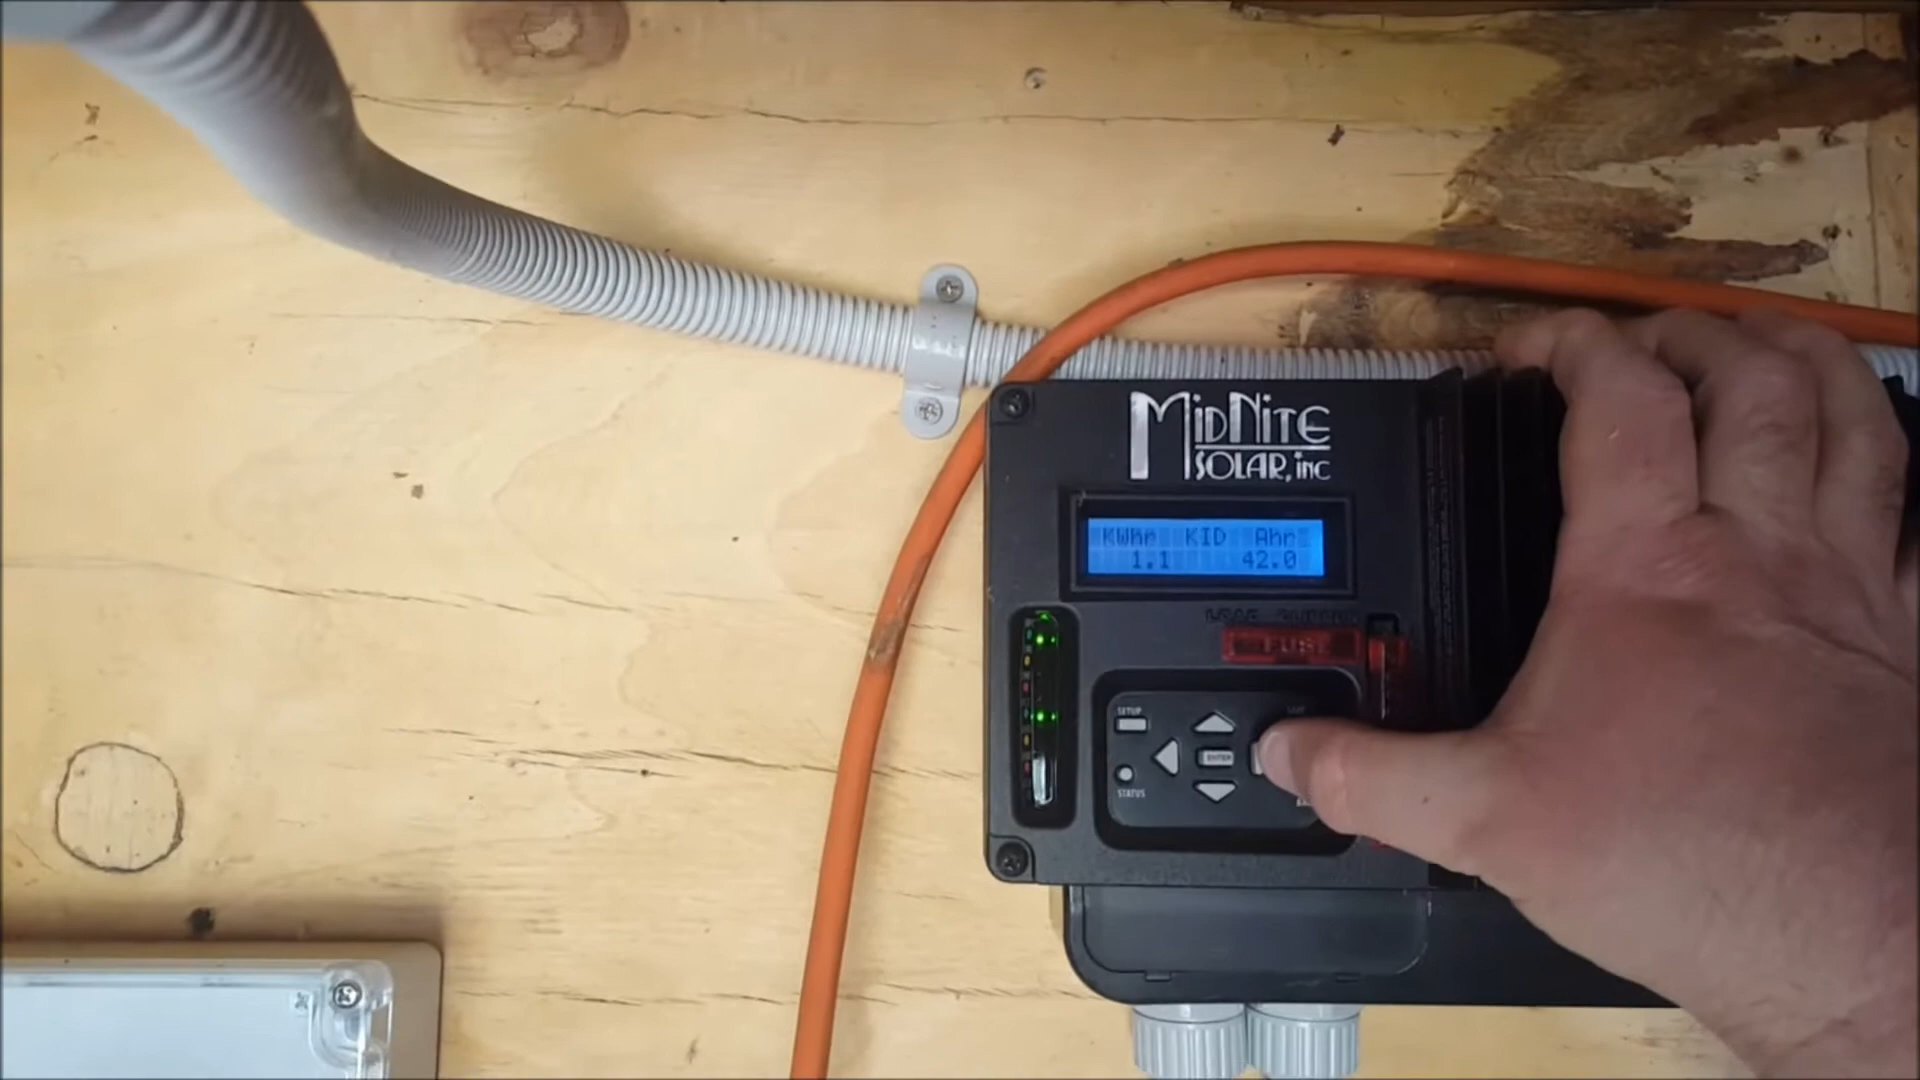 MIDNITE
SOLAR, INC
KWhr KID Ahr
1.1 42.0
FUSE
SETUP
ENTER
STATUS